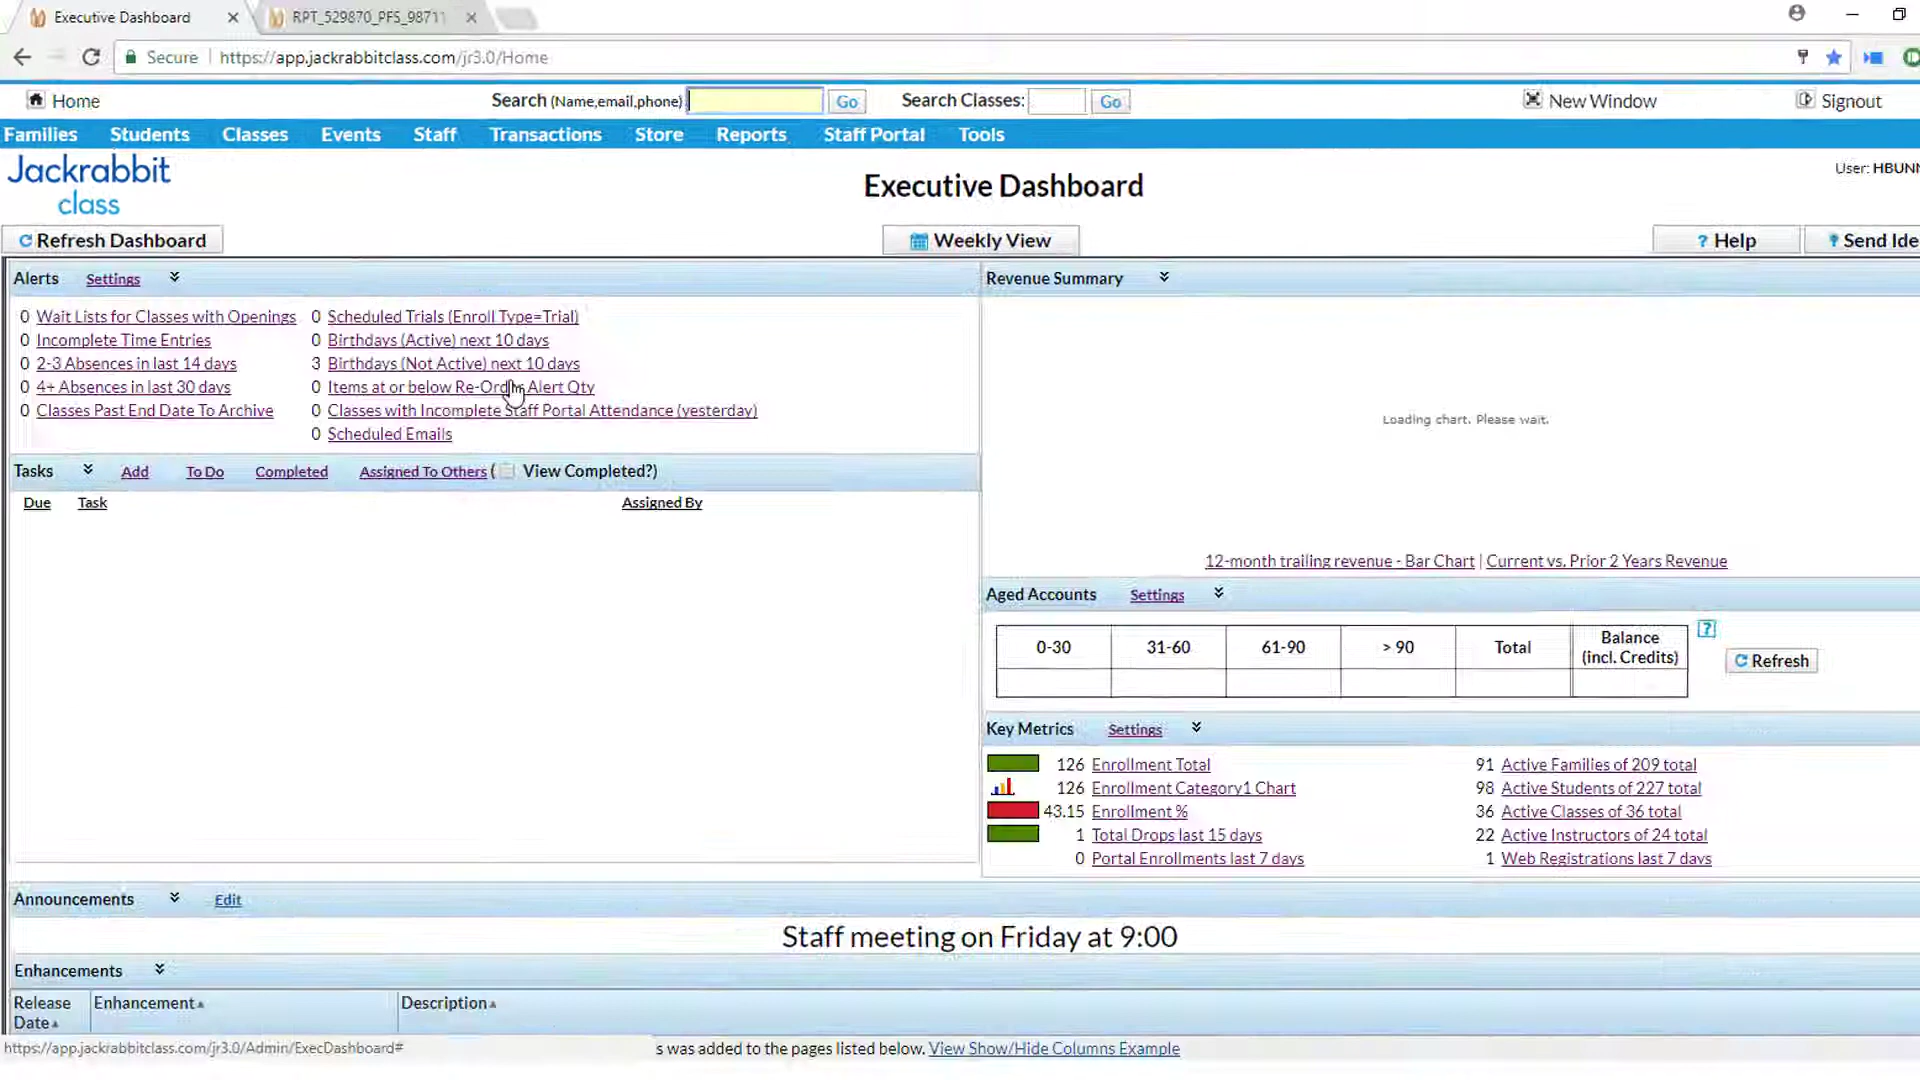 Executive Dashboard
RPT_529870_PFS_98711
Secure
https://app.jackrabbitclass.com/jr3.0/Home
Home
Search (Name,email,phone)
Go
Search Classes:
Go
New Window
Signout
Families Students Classes Events Staff Transactions Store Reports Staff Portal Tools
Jackrabbit
class
Executive Dashboard
User: HBUNN
Refresh Dashboard
Weekly View
? Help
Send Ide
Alerts Settings
0 Wait Lists for Classes with Openings
0 Incomplete Time Entries
0 2-3 Absences in last 14 days
0 4+ Absences in last 30 days
0 Classes Past End Date To Archive
0 Scheduled Trials (Enroll Type=Trial)
0 Birthdays (Active) next 10 days
3 Birthdays (Not Active) next 10 days
0 Items at or below Re-Order Alert Qty
0 Classes with Incomplete Staff Portal Attendance (yesterday)
0 Scheduled Emails
Tasks Add To Do Completed Assigned To Others ( View Completed?)
Due Task Assigned By
Revenue Summary
Loading chart. Please wait.
12-month trailing revenue - Bar Chart | Current vs. Prior 2 Years Revenue
Aged Accounts Settings
0-30 31-60 61-90 > 90 Total Balance
(incl. Credits)
?
Refresh
Key Metrics Settings
126 Enrollment Total
126 Enrollment Category1 Chart
43.15 Enrollment %
1 Total Drops last 15 days
0 Portal Enrollments last 7 days
91 Active Families of 209 total
98 Active Students of 227 total
36 Active Classes of 36 total
22 Active Instructors of 24 total
1 Web Registrations last 7 days
Announcements Edit
Staff meeting on Friday at 9:00
Enhancements
Release
Date
Enhancement
Description
https://app.jackrabbitclass.com/jr3.0/Admin/ExecDashboard#
s was added to the pages listed below. View Show/Hide Columns Example